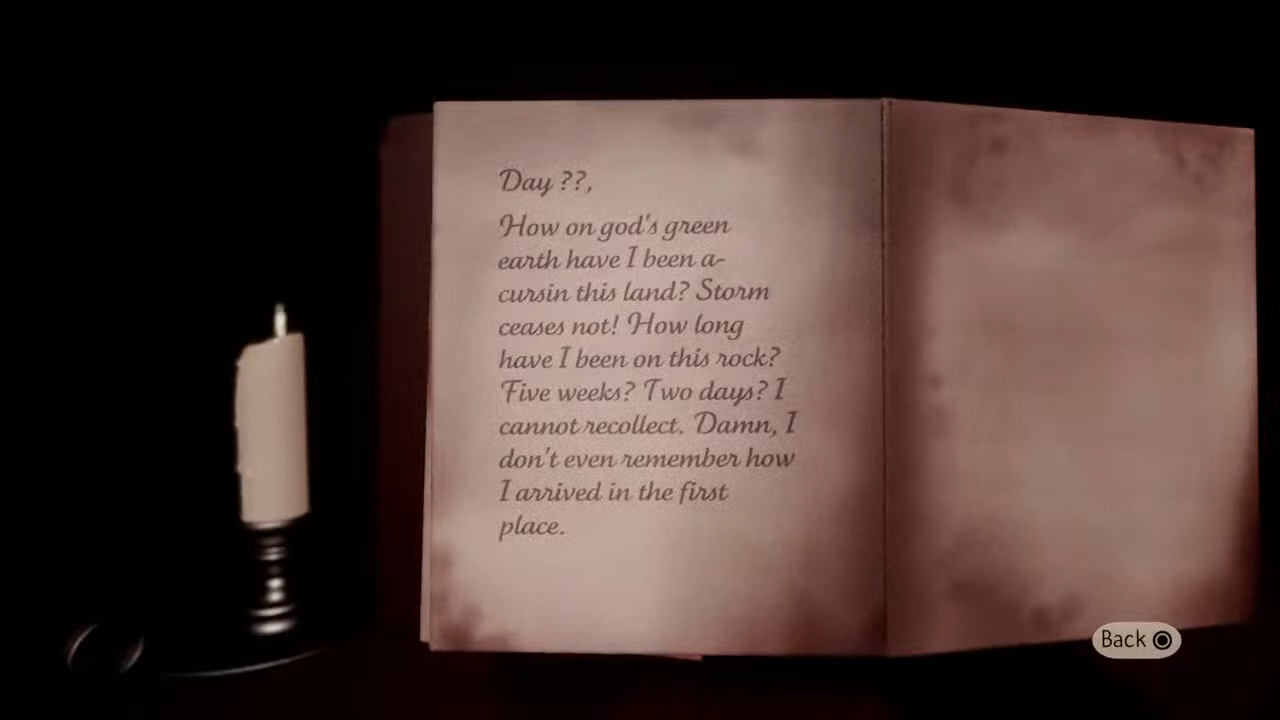 Day ??,
How on god's green
earth have I been a-
cursin this land? Storm
ceases not! How long
have I been on this rock?
Five weeks? Two days? I
cannot recollect. Damn, I
don't even remember how
I arrived in the first
place.
Back